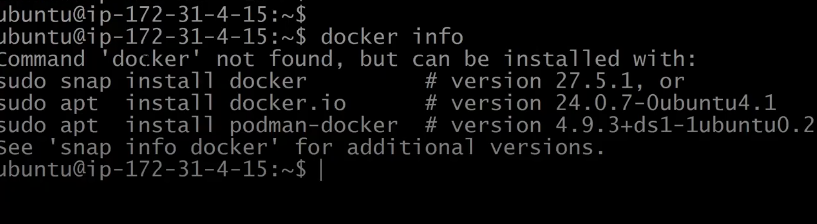 ubuntu@ip-172-31-4-15:~$
ubuntu@ip-172-31-4-15:~$ docker info
Command 'docker' not found, but can be installed with:
sudo snap install docker         # version 27.5.1, or
sudo apt  install docker.io      # version 24.0.7-0ubuntu4.1
sudo apt  install podman-docker  # version 4.9.3+ds1-1ubuntu0.2
See 'snap info docker' for additional versions.
ubuntu@ip-172-31-4-15:~$